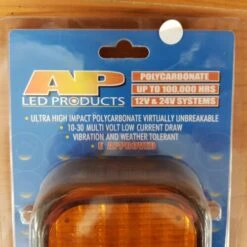 AP
LED PRODUCTS
POLYCARBONATE
UP TO 100,000 HRS
12V & 24V SYSTEMS
• ULTRA HIGH IMPACT POLYCARBONATE VIRTUALLY UNBREAKABLE
• 10-30 MULTI VOLT LOW CURRENT DRAW
• VIBRATION AND WEATHER TOLERANT
• E APPROVED